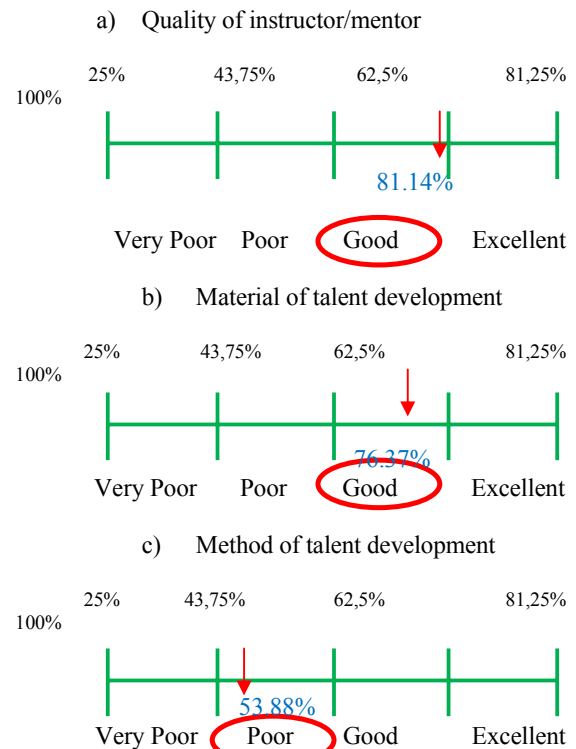 a) Quality of instructor/mentor
25% 43,75% 62,5% 81,25%
100%
81.14%
Very Poor Poor Good Excellent
b) Material of talent development
25% 43,75% 62,5% 81,25%
100%
76.37%
Very Poor Poor Good Excellent
c) Method of talent development
25% 43,75% 62,5% 81,25%
100%
53.88%
Very Poor Poor Good Excellent